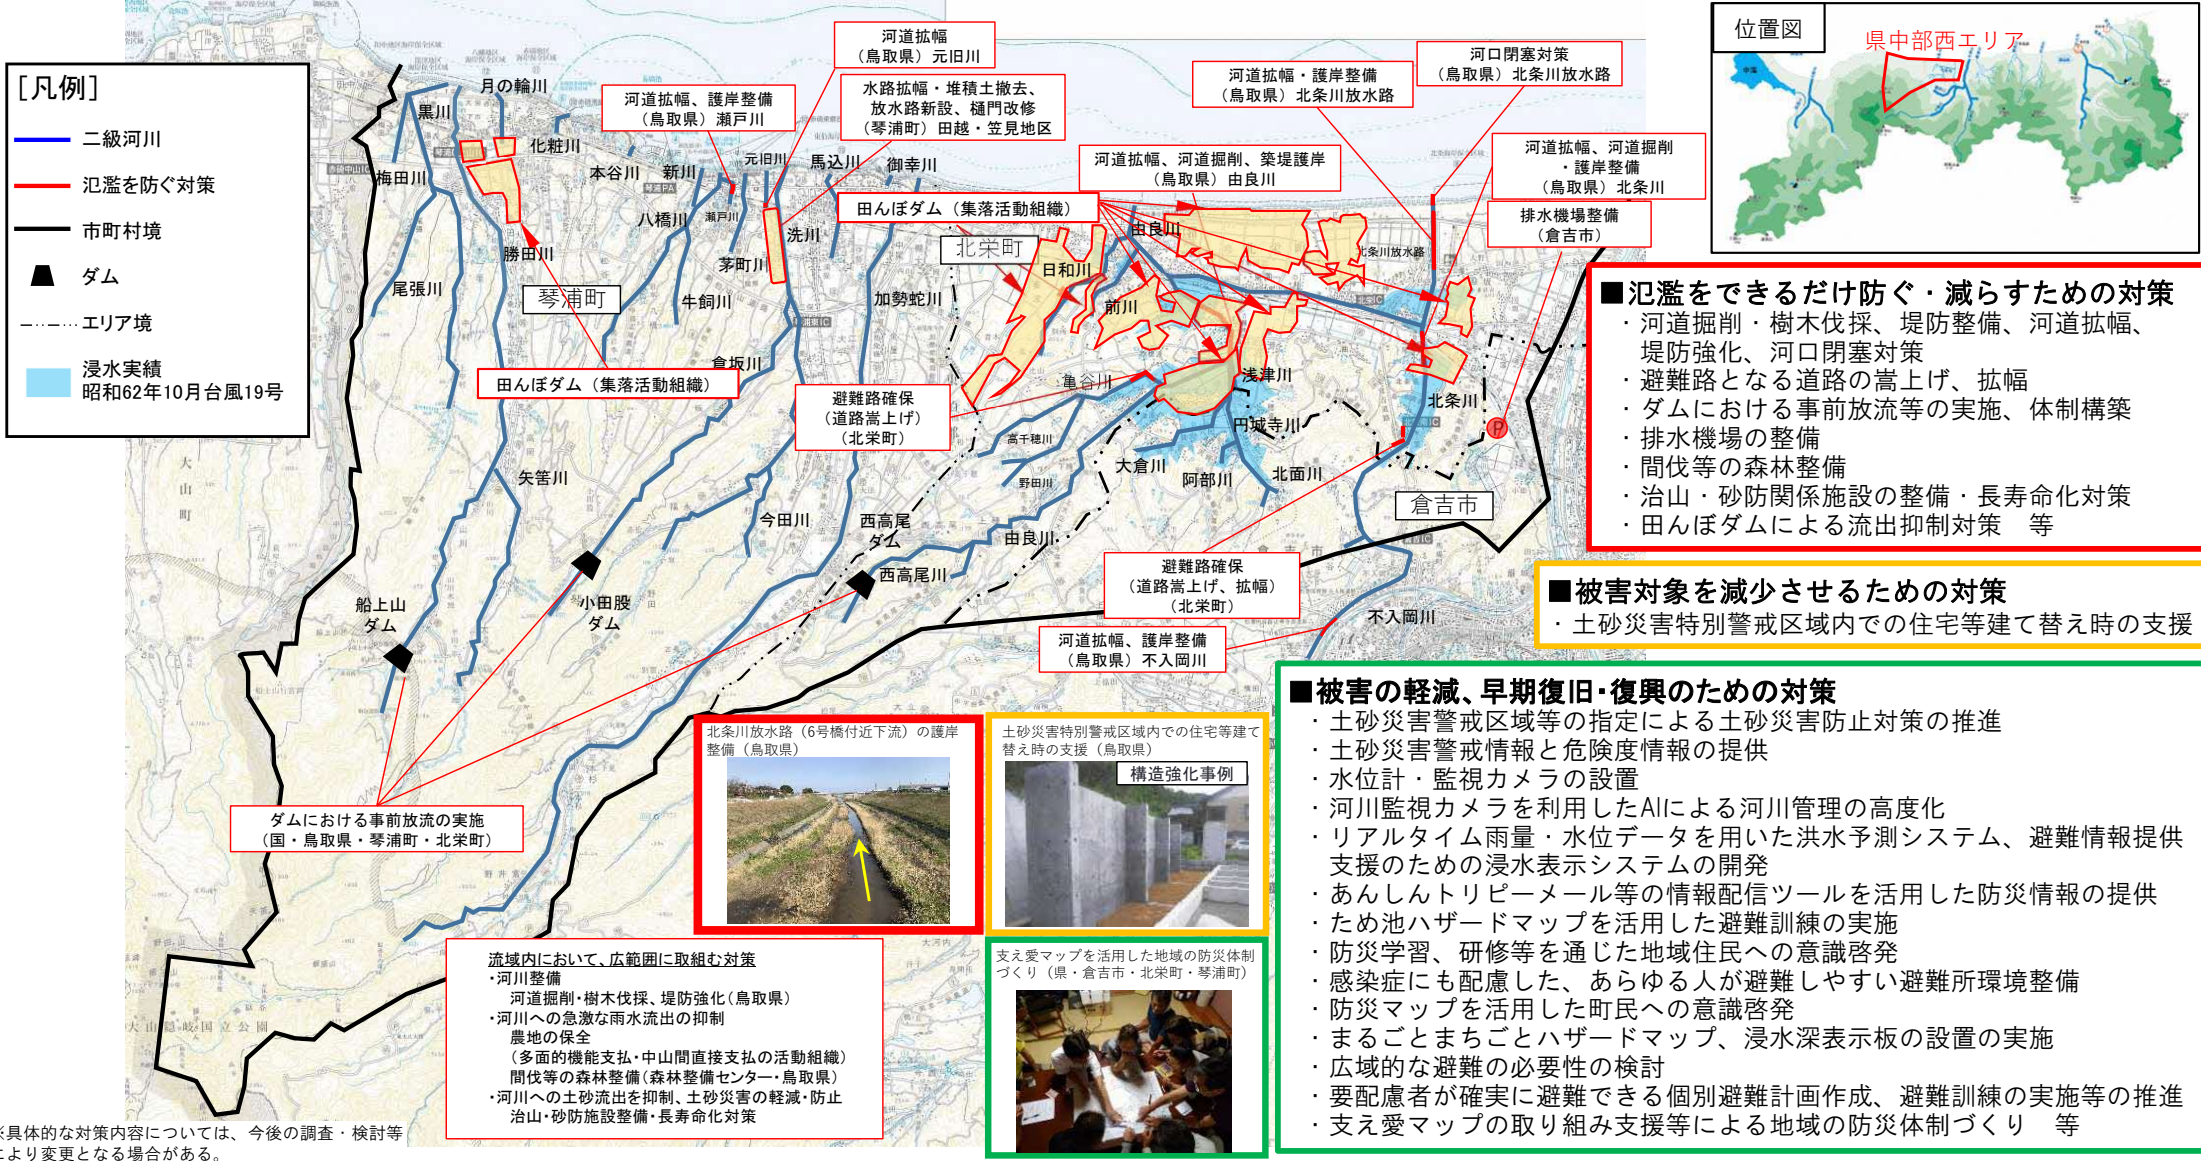 [凡例]
二級河川
氾濫を防ぐ対策
市町村境
ダム
エリア境
浸水実績
昭和62年10月台風19号
河道拡幅
(鳥取県) 元旧川
水路拡幅・堆積土撤去、
放水路新設、樋門改修
(琴浦町) 田越・笠見地区
河道拡幅、護岸整備
(鳥取県) 瀬戸川
河道拡幅・護岸整備
(鳥取県) 北条川放水路
河口閉塞対策
(鳥取県) 北条川放水路
河道拡幅、河道掘削、築堤護岸
(鳥取県) 由良川
河道拡幅、河道掘削
・護岸整備
(鳥取県) 北条川
排水機場整備
(倉吉市)
田んぼダム (集落活動組織)
田んぼダム (集落活動組織)
避難路確保
(道路嵩上げ)
(北栄町)
避難路確保
(道路嵩上げ、拡幅)
(北栄町)
河道拡幅、護岸整備
(鳥取県) 不入岡川
ダムにおける事前放流の実施
(国・鳥取県・琴浦町・北栄町)
月の輪川
黒川
化粧川
梅田川
本谷川
新川
元旧川
馬込川
御幸川
八橋川
瀬戸川
洗川
勝田川
茅町川
尾張川
琴浦町
牛飼川
加勢蛇川
倉坂川
矢筈川
今田川
北栄町
日和川
由良川
前川
北条川放水路
亀谷川
浅津川
北条川
円城寺川
高千穂川
大倉川
阿部川
北面川
野田川
倉吉市
西高尾
ダム
由良川
西高尾川
不入岡川
船上山
ダム
小田股
ダム
P
大山町
大山隠岐国立公園
位置図
県中部西エリア
■氾濫をできるだけ防ぐ・減らすための対策
・河道掘削・樹木伐採、堤防整備、河道拡幅、
堤防強化、河口閉塞対策
・避難路となる道路の嵩上げ、拡幅
・ダムにおける事前放流等の実施、体制構築
・排水機場の整備
・間伐等の森林整備
・治山・砂防関係施設の整備・長寿命化対策
・田んぼダムによる流出抑制対策　等
■被害対象を減少させるための対策
・土砂災害特別警戒区域内での住宅等建て替え時の支援
■被害の軽減、早期復旧・復興のための対策
・土砂災害警戒区域等の指定による土砂災害防止対策の推進
・土砂災害警戒情報と危険度情報の提供
・水位計・監視カメラの設置
・河川監視カメラを利用したAIによる河川管理の高度化
・リアルタイム雨量・水位データを用いた洪水予測システム、避難情報提供
支援のための浸水表示システムの開発
・あんしんトリピーメール等の情報配信ツールを活用した防災情報の提供
・ため池ハザードマップを活用した避難訓練の実施
・防災学習、研修等を通じた地域住民への意識啓発
・感染症にも配慮した、あらゆる人が避難しやすい避難所環境整備
・防災マップを活用した町民への意識啓発
・まるごとまちごとハザードマップ、浸水深表示板の設置の実施
・広域的な避難の必要性の検討
・要配慮者が確実に避難できる個別避難計画作成、避難訓練の実施等の推進
・支え愛マップの取り組み支援等による地域の防災体制づくり　等
北条川放水路 (6号橋付近下流) の護岸
整備 (鳥取県)
土砂災害特別警戒区域内での住宅等建て
替え時の支援 (鳥取県)
構造強化事例
支え愛マップを活用した地域の防災体制
づくり (県・倉吉市・北栄町・琴浦町)
流域内において、広範囲に取組む対策
・河川整備
河道掘削・樹木伐採、堤防強化(鳥取県)
・河川への急激な雨水流出の抑制
農地の保全
(多面的機能支払・中山間直接支払の活動組織)
間伐等の森林整備(森林整備センター・鳥取県)
・河川への土砂流出を抑制、土砂災害の軽減・防止
治山・砂防施設整備・長寿命化対策
※具体的な対策内容については、今後の調査・検討等
により変更となる場合がある。